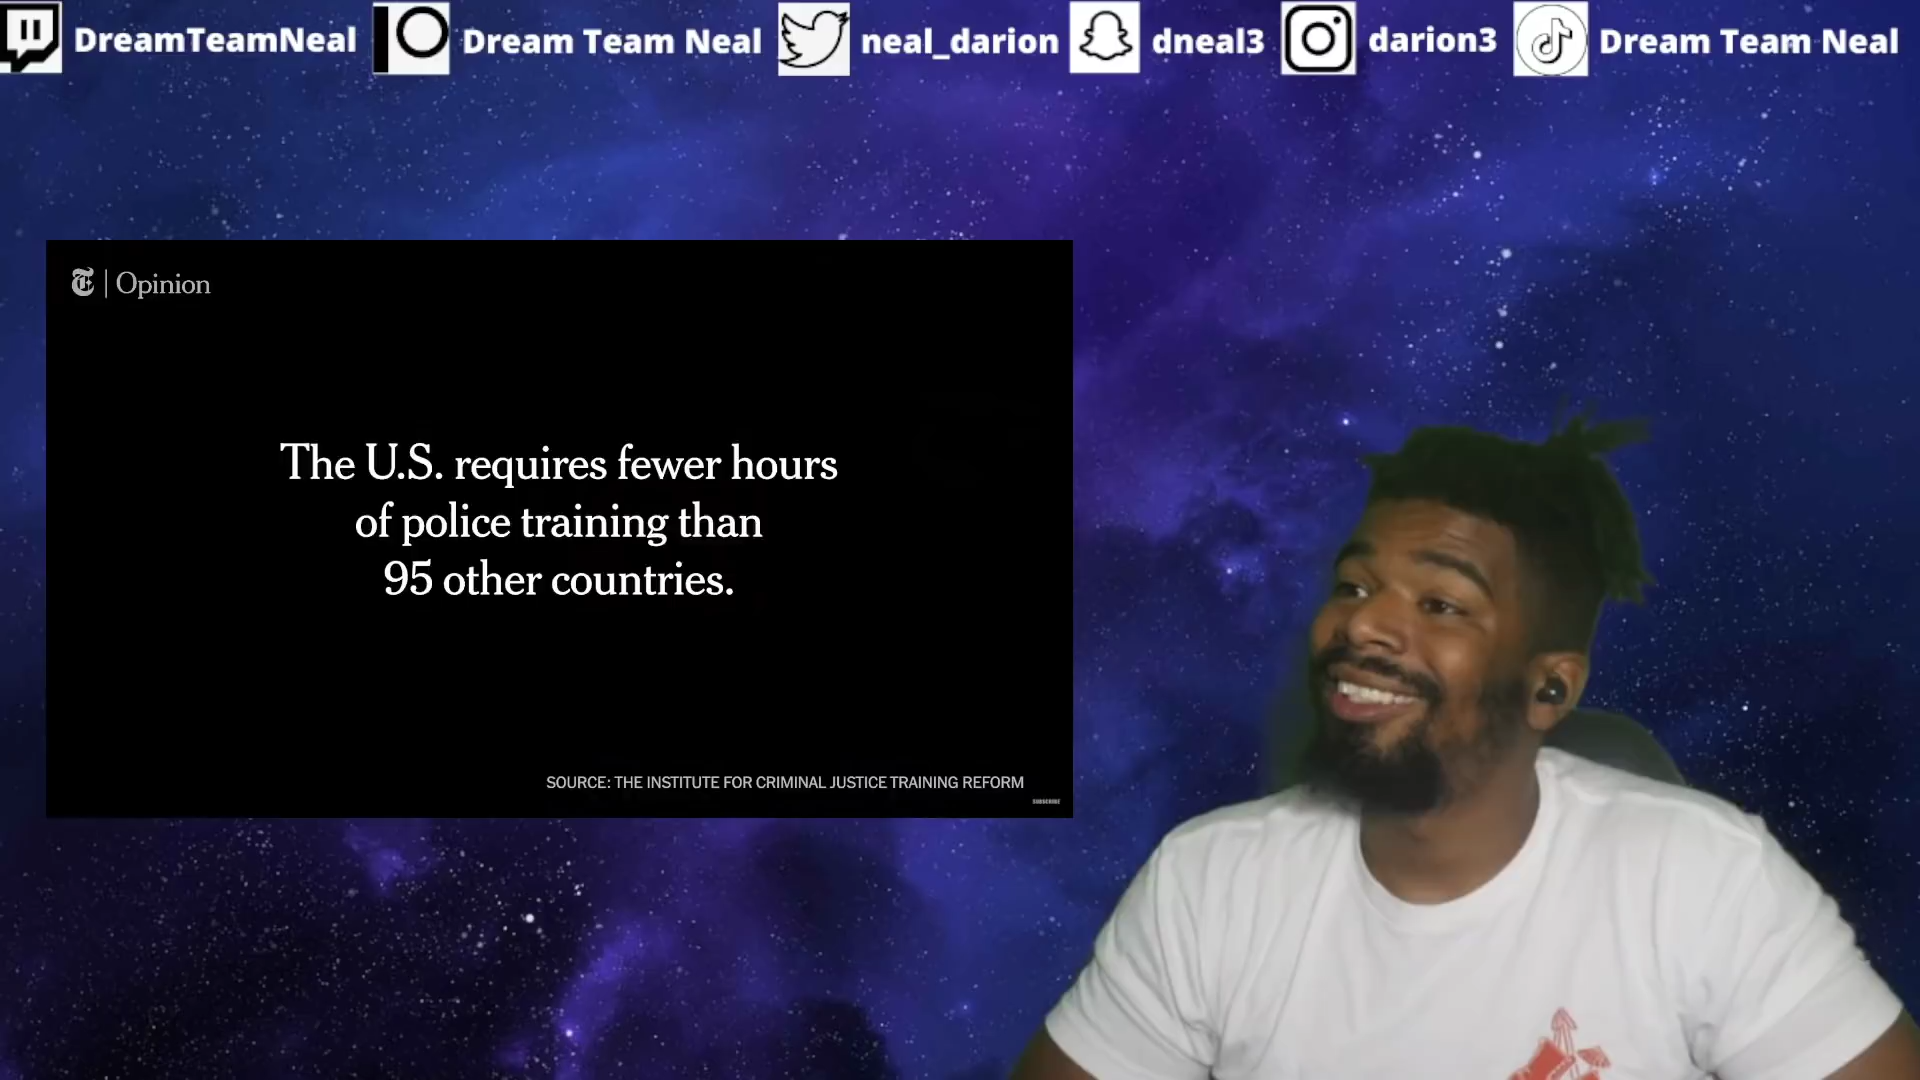 DreamTeamNeal
Dream Team Neal
neal_darion
dneal3
darion3
Dream Team Neal
T | Opinion
The U.S. requires fewer hours
of police training than
95 other countries.
SOURCE: THE INSTITUTE FOR CRIMINAL JUSTICE TRAINING REFORM
SUBSCRIBE